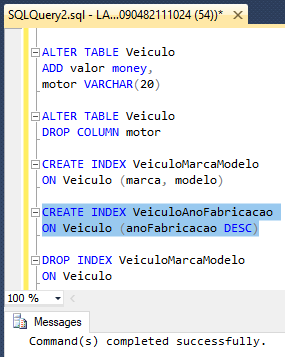 SQLQuery2.sql - LA...090482111024 (54))*
ALTER TABLE Veiculo
ADD valor money,
motor VARCHAR(20)
ALTER TABLE Veiculo
DROP COLUMN motor
CREATE INDEX VeiculoMarcaModelo
ON Veiculo (marca, modelo)
CREATE INDEX VeiculoAnoFabricacao
ON Veiculo (anoFabricacao DESC)
DROP INDEX VeiculoMarcaModelo
ON Veiculo
100 %
Messages
Command(s) completed successfully.